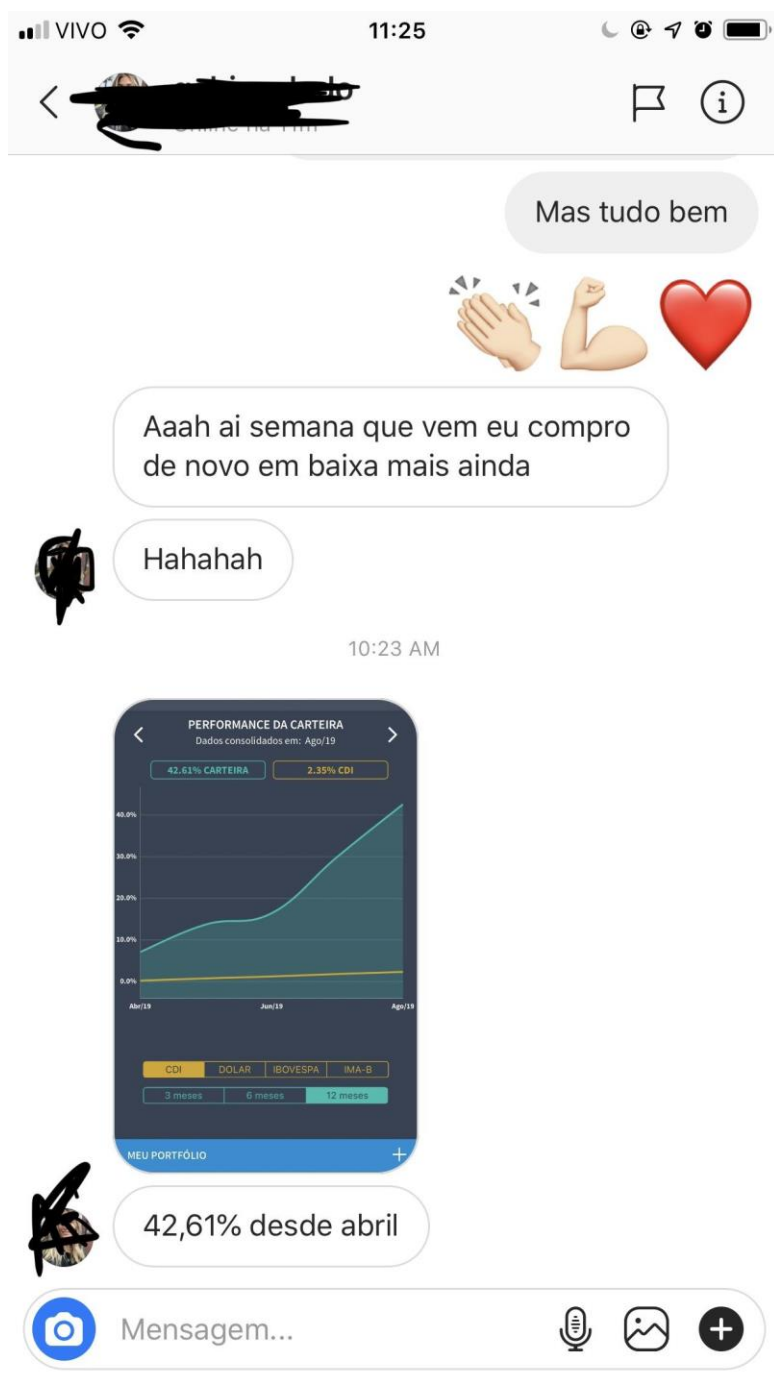 VIVO
11:25
Mas tudo bem
Aaah ai semana que vem eu compro
de novo em baixa mais ainda
Hahahah
10:23 AM
PERFORMANCE DA CARTEIRA
Dados consolidados em: Ago/19
42.61% CARTEIRA
2.35% CDI
40.0%
30.0%
20.0%
10.0%
0.0%
Abr/19 Jun/19 Ago/19
CDI DOLAR IBOVESPA IMA-B
3 meses 6 meses 12 meses
MEU PORTFÓLIO
42,61% desde abril
Mensagem...